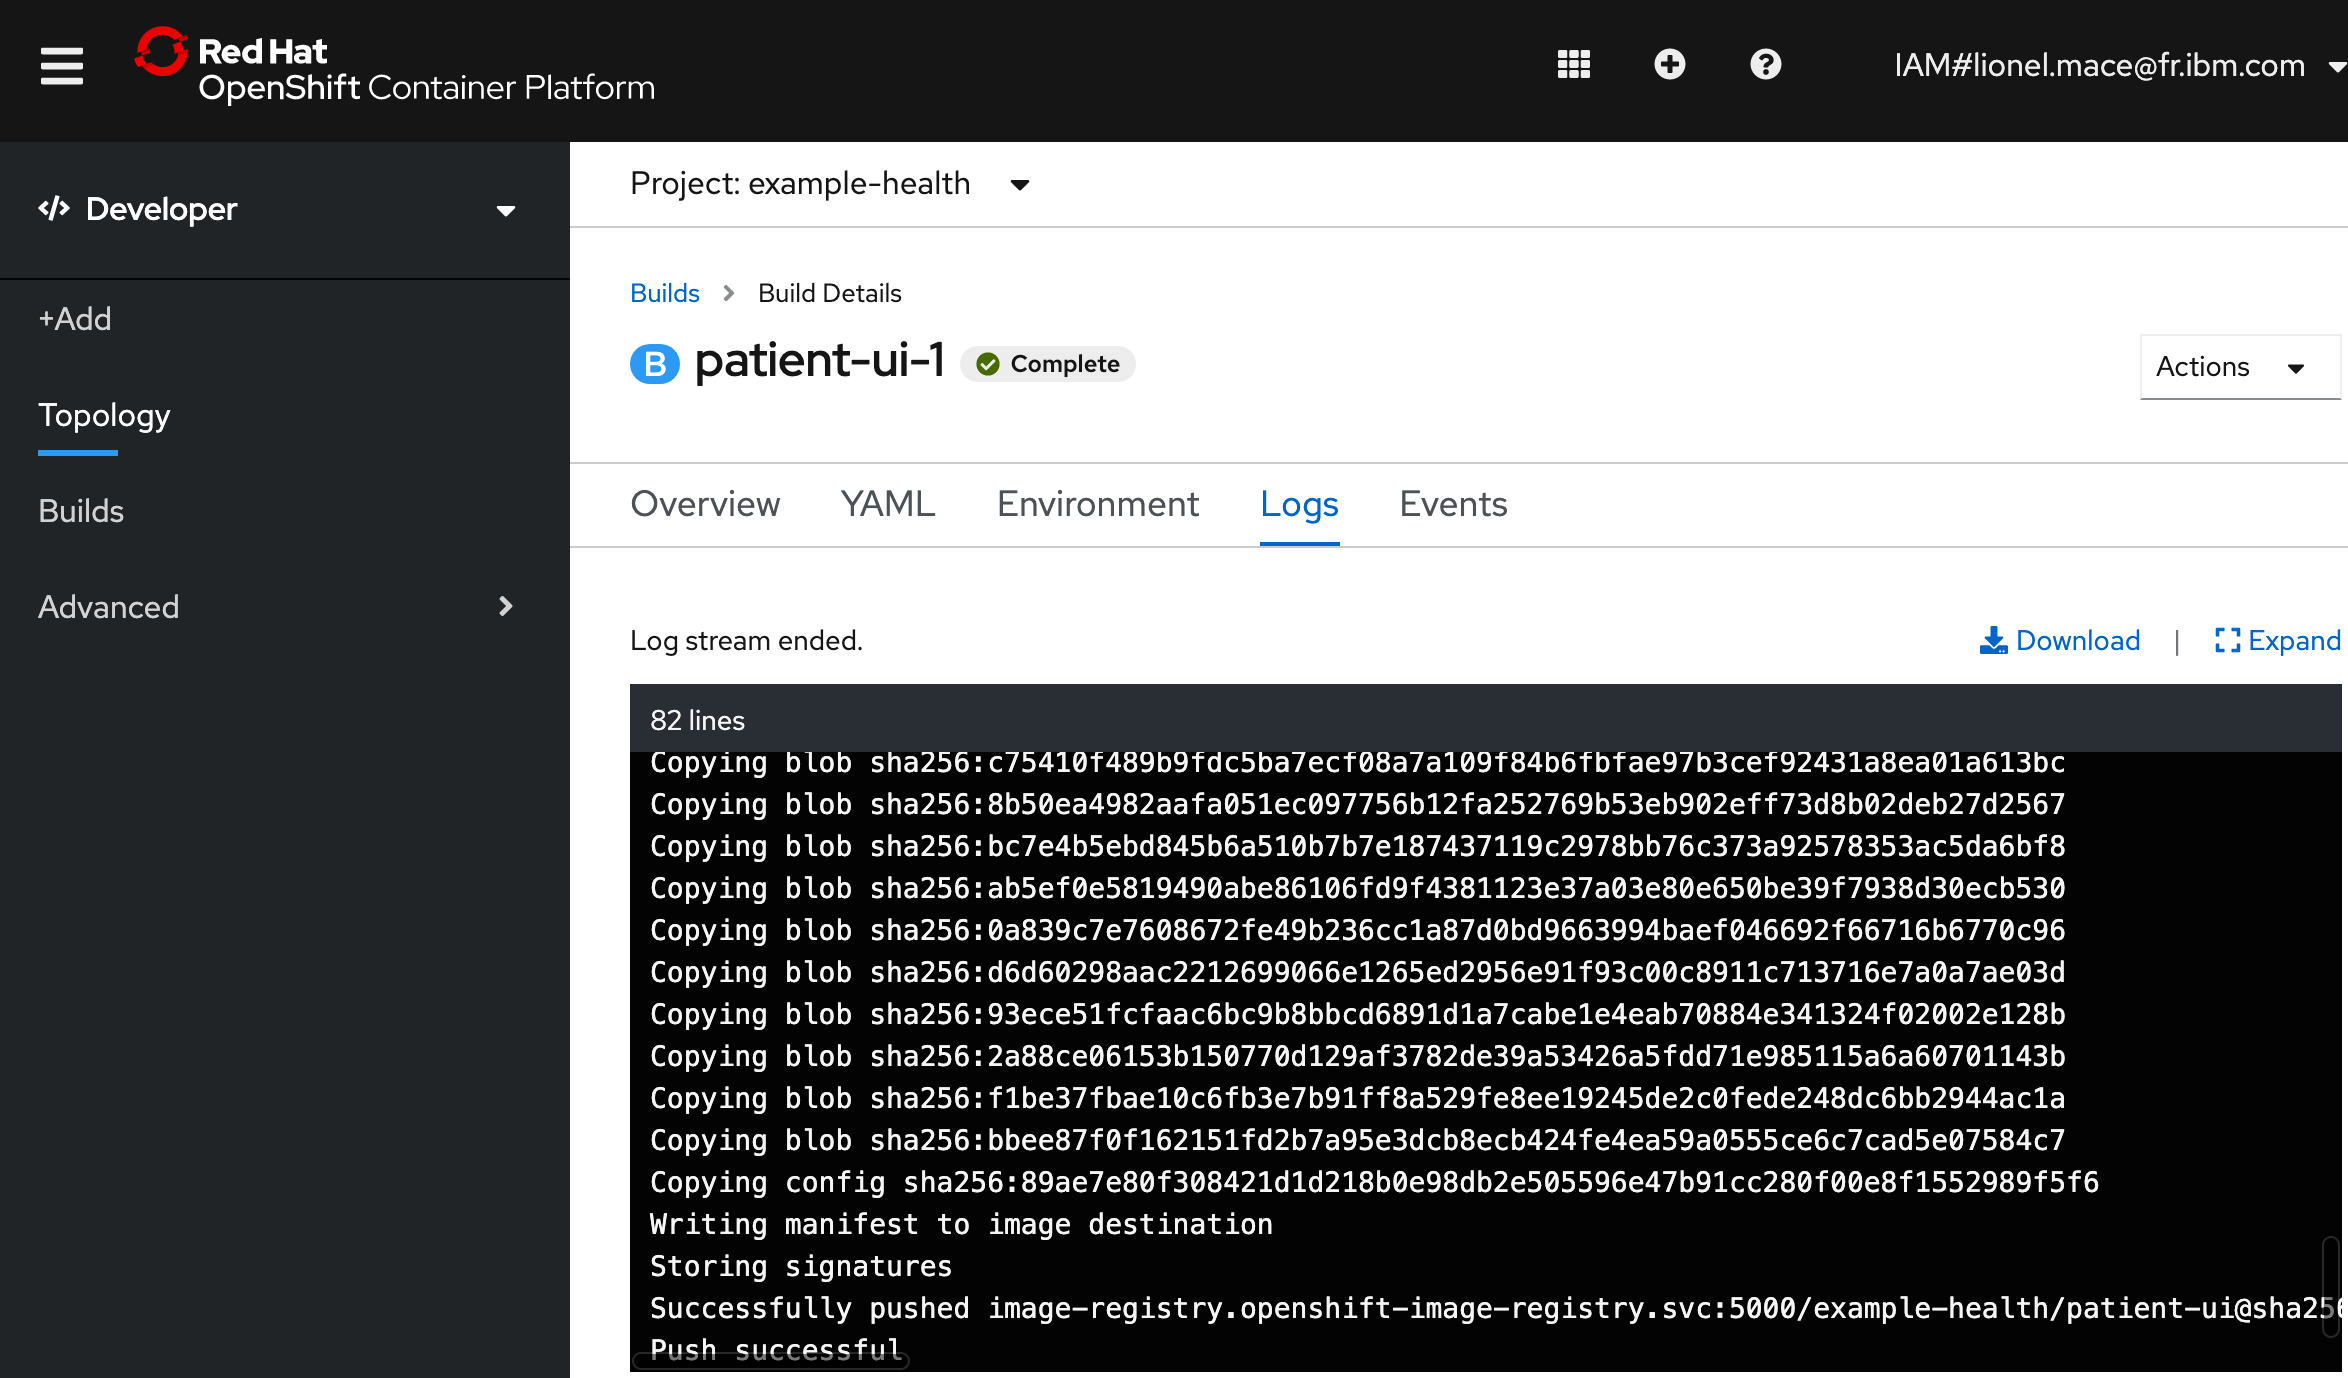 Red Hat
OpenShift Container Platform
IAM#lionel.mace@fr.ibm.com
Developer
+Add
Topology
Builds
Advanced
Project: example-health
Builds > Build Details
B patient-ui-1 Complete
Actions
Overview YAML Environment Logs Events
Log stream ended.
Download | Expand
82 lines
Copying blob sha256:c75410f489b9fdc5ba7ecf08a7a109f84b6fbfae97b3cef92431a8ea01a613bc
Copying blob sha256:8b50ea4982aafa051ec097756b12fa252769b53eb902eff73d8b02deb27d2567
Copying blob sha256:bc7e4b5ebd845b6a510b7b7e187437119c2978bb76c373a92578353ac5da6bf8
Copying blob sha256:ab5ef0e5819490abe86106fd9f4381123e37a03e80e650be39f7938d30ecb530
Copying blob sha256:0a839c7e7608672fe49b236cc1a87d0bd9663994baef046692f66716b6770c96
Copying blob sha256:d6d60298aac2212699066e1265ed2956e91f93c00c8911c713716e7a0a7ae03d
Copying blob sha256:93ece51fcfaac6bc9b8bbcd6891d1a7cabe1e4eab70884e341324f02002e128b
Copying blob sha256:2a88ce06153b150770d129af3782de39a53426a5fdd71e985115a6a60701143b
Copying blob sha256:f1be37fbae10c6fb3e7b91ff8a529fe8ee19245de2c0fede248dc6bb2944ac1a
Copying blob sha256:bbee87f0f162151fd2b7a95e3dcb8ecb424fe4ea59a0555ce6c7cad5e07584c7
Copying config sha256:89ae7e80f308421d1d218b0e98db2e505596e47b91cc280f00e8f1552989f5f6
Writing manifest to image destination
Storing signatures
Successfully pushed image-registry.openshift-image-registry.svc:5000/example-health/patient-ui@sha256
Push successful